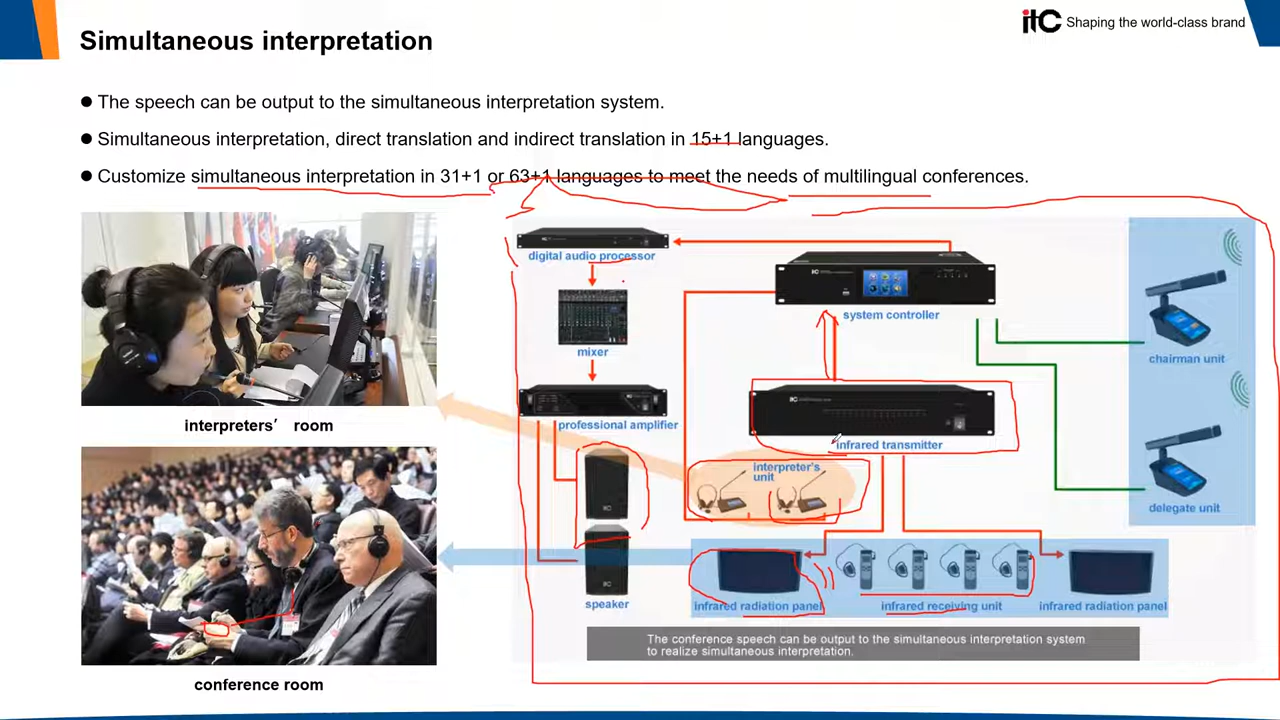 itC Shaping the world-class brand
Simultaneous interpretation
● The speech can be output to the simultaneous interpretation system.
● Simultaneous interpretation, direct translation and indirect translation in 15+1 languages.
● Customize simultaneous interpretation in 31+1 or 63+1 languages to meet the needs of multilingual conferences.
interpreters’ room
conference room
digital audio processor
mixer
professional amplifier
speaker
system controller
infrared transmitter
interpreter's
unit
infrared radiation panel
infrared receiving unit
infrared radiation panel
chairman unit
delegate unit
The conference speech can be output to the simultaneous interpretation system
to realize simultaneous interpretation.